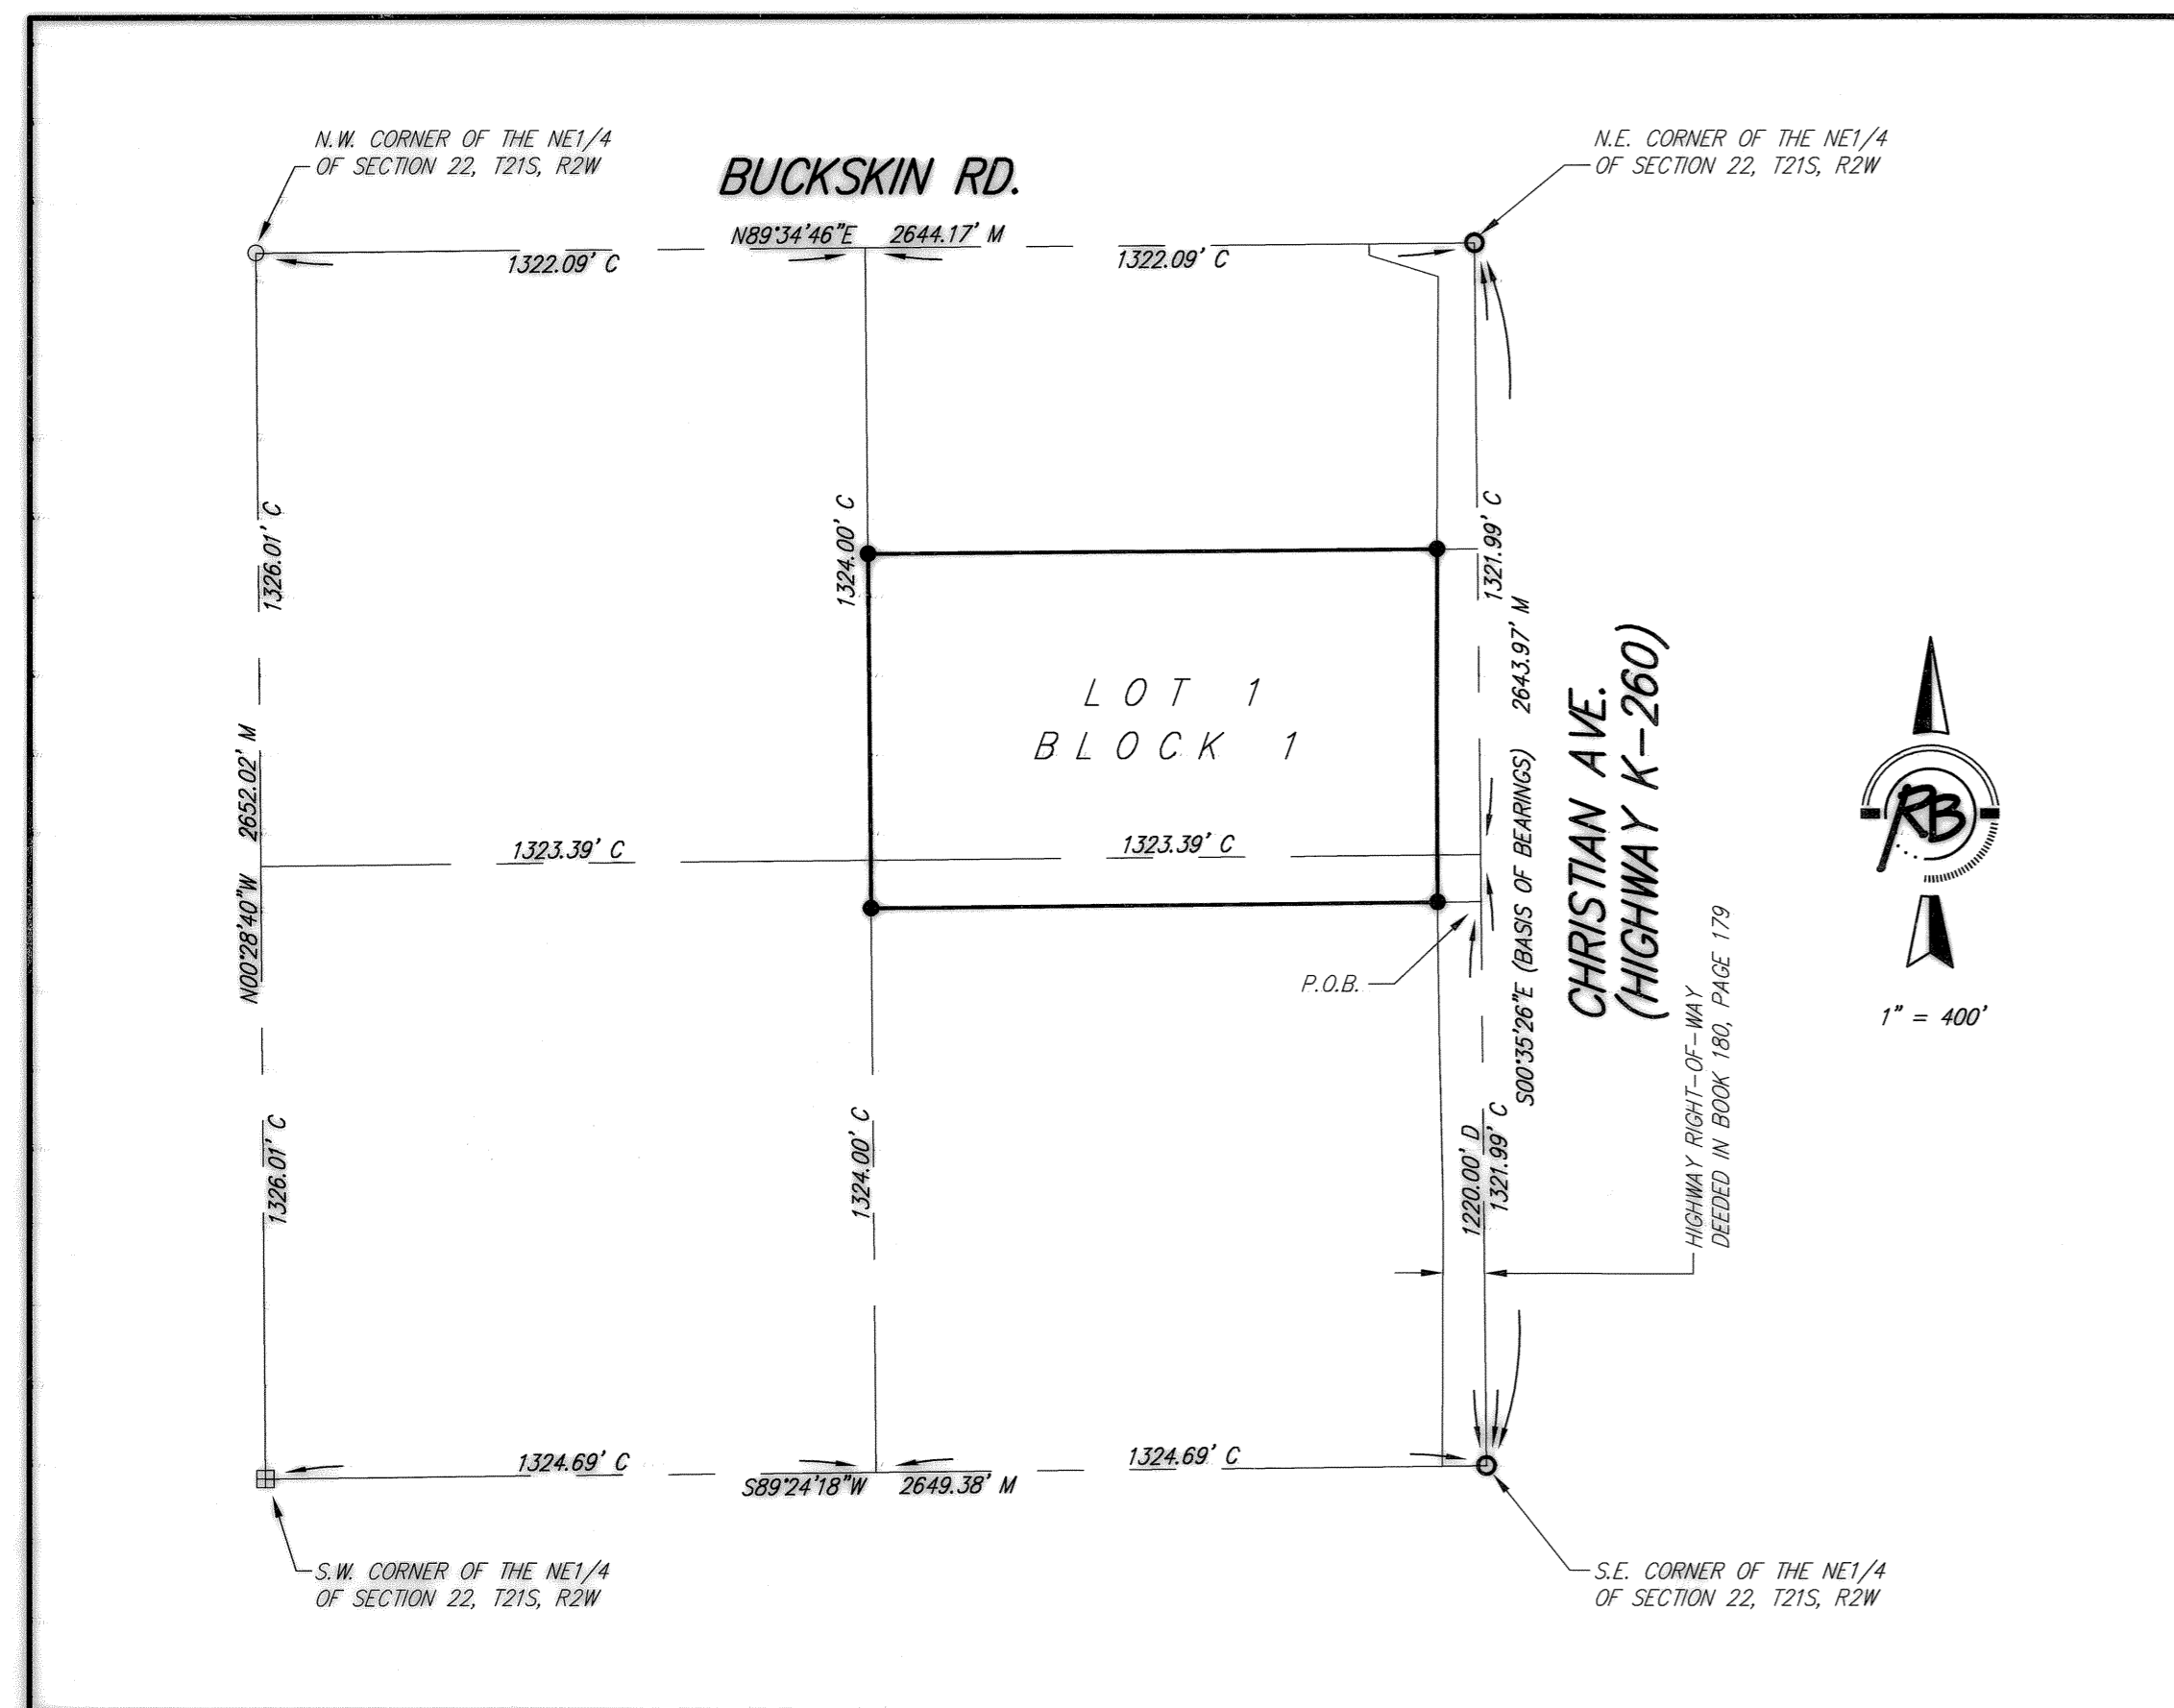 N.W. CORNER OF THE NE1/4
OF SECTION 22, T21S, R2W
BUCKSKIN RD.
N.E. CORNER OF THE NE1/4
OF SECTION 22, T21S, R2W
N89°34'46"E 2644.17' M
1322.09' C
1322.09' C
1326.01' C
1324.00' C
1321.99' C
LOT 1
BLOCK 1
N00°28'40"W 2652.02' M
1323.39' C
1323.39' C
S00°35'26"E (BASIS OF BEARINGS) 2643.97' M
CHRISTIAN AVE.
(HIGHWAY K-260)
RB
1" = 400'
P.O.B.
HIGHWAY RIGHT-OF-WAY
DEEDED IN BOOK 180, PAGE 179
1326.01' C
1324.00' C
1220.00' D
1321.99' C
1324.69' C
1324.69' C
S89°24'18"W 2649.38' M
S.W. CORNER OF THE NE1/4
OF SECTION 22, T21S, R2W
S.E. CORNER OF THE NE1/4
OF SECTION 22, T21S, R2W